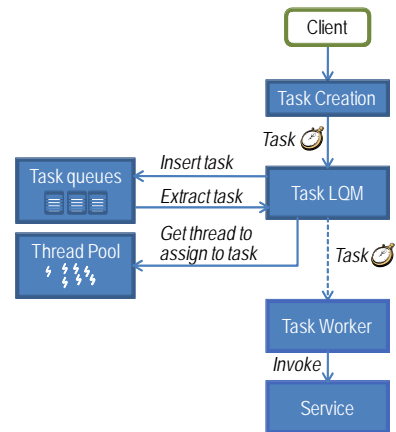 Client
Task Creation
Task
Insert task
Task queues
Extract task
Task LQM
Get thread to
assign to task
Thread Pool
Task
Task Worker
Invoke
Service